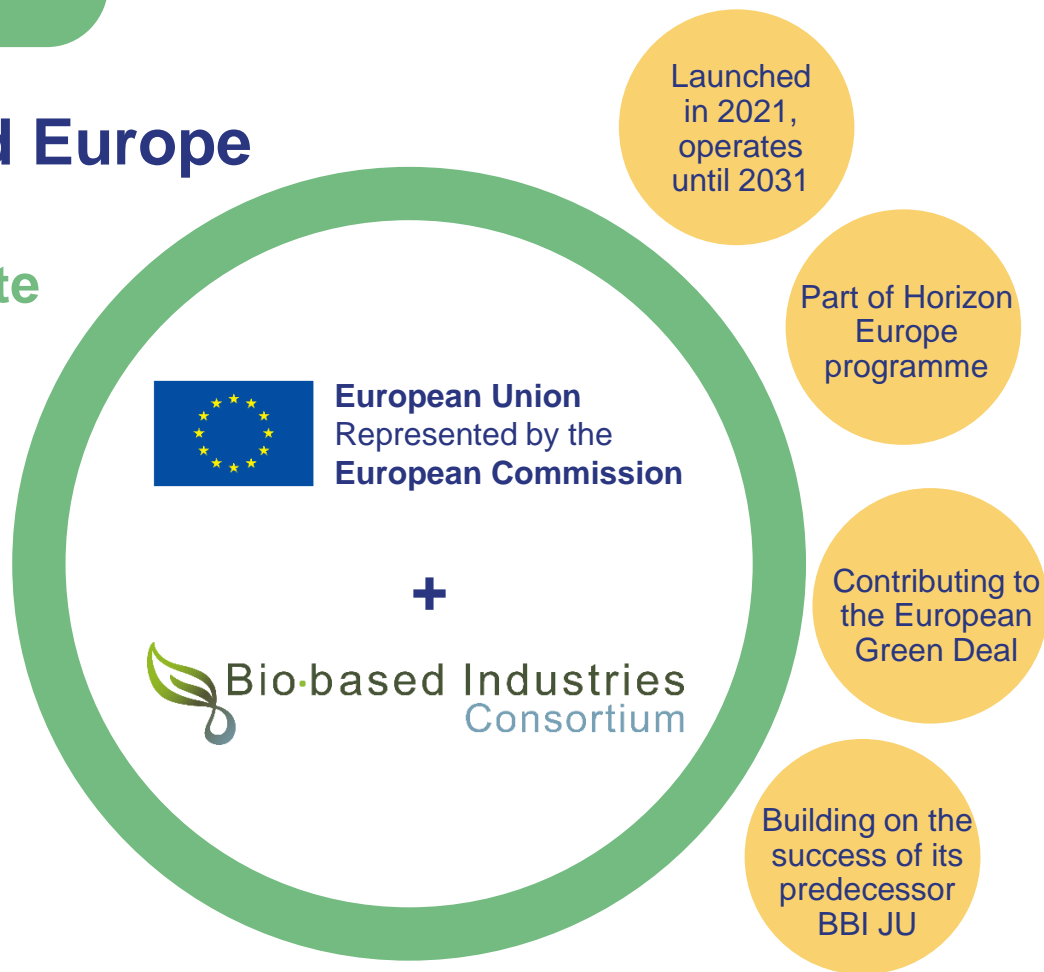 d Europe
te
European Union
Represented by the
European Commission
+
Bio-based Industries
Consortium
Launched
in 2021,
operates
until 2031
Part of Horizon
Europe
programme
Contributing to
the European
Green Deal
Building on the
success of its
predecessor
BBI JU